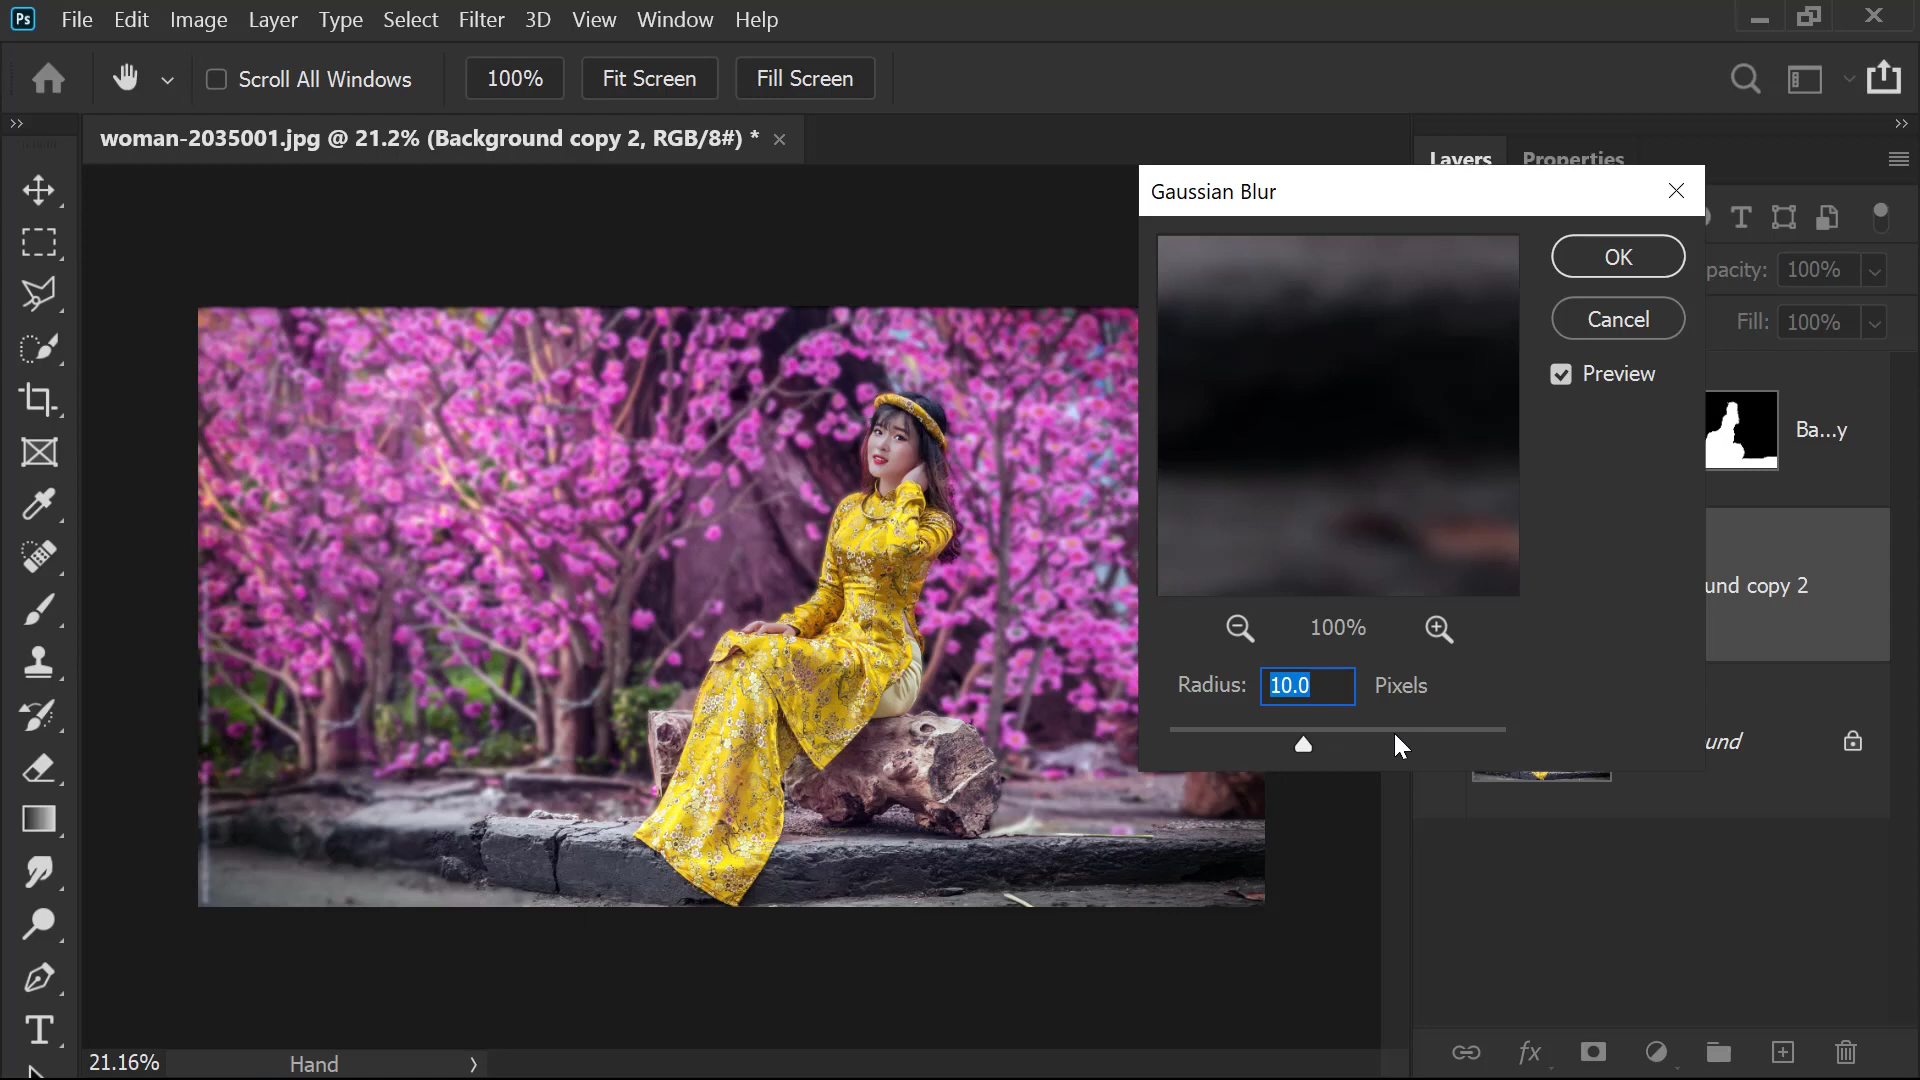 Ps File Edit Image Layer Type Select Filter 3D View Window Help
Scroll All Windows 100% Fit Screen Fill Screen
woman-2035001.jpg @ 21.2% (Background copy 2, RGB/8#) * ×
Layers Properties
Gaussian Blur
OK
pacity: 100%
Cancel
Fill: 100%
Preview
Ba...y
und copy 2
100%
Radius: 10.0 Pixels
und
T
fx
21.16% Hand